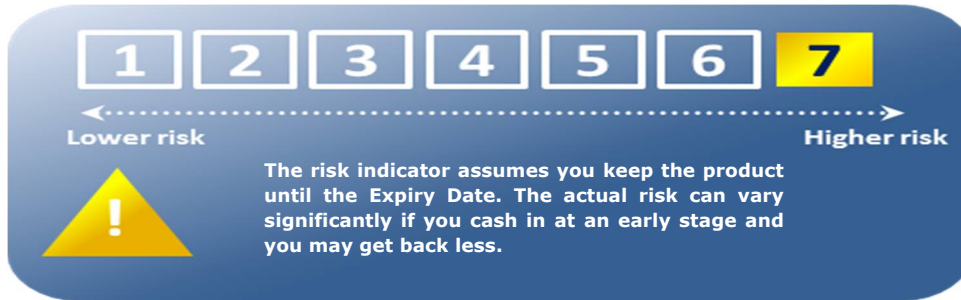 1 2 3 4 5 6 7
Lower risk Higher risk
!
The risk indicator assumes you keep the product
until the Expiry Date. The actual risk can vary
significantly if you cash in at an early stage and
you may get back less.